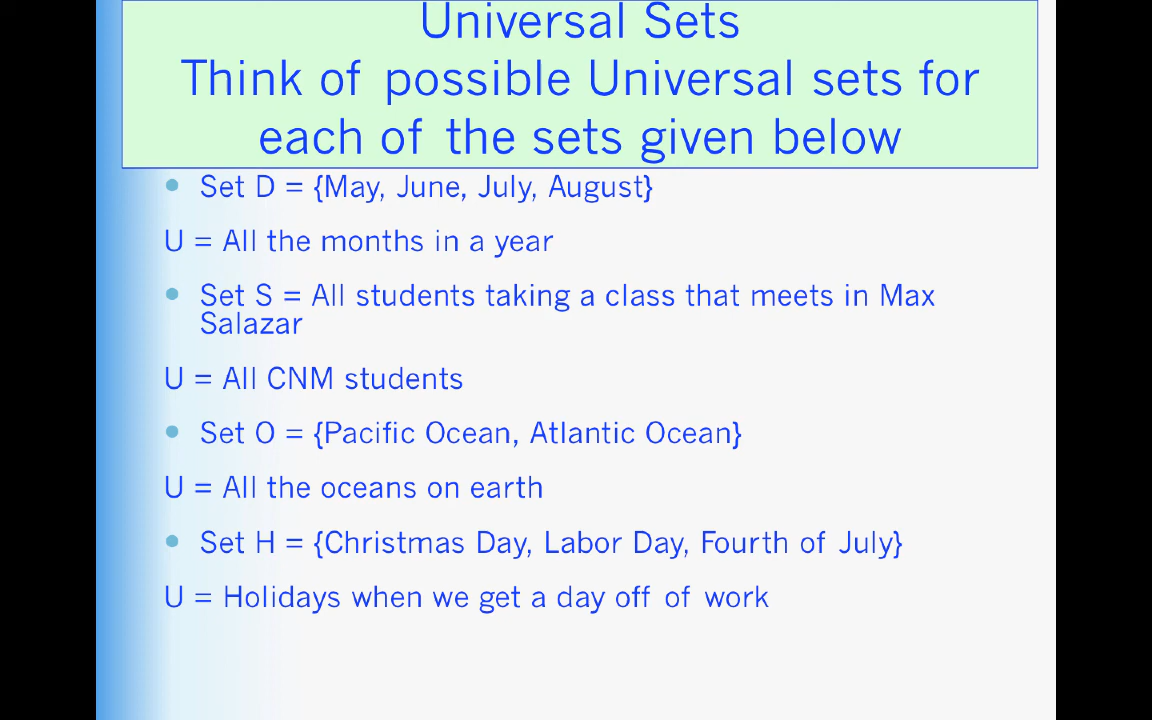 Universal Sets
Think of possible Universal sets for
each of the sets given below
• Set D = {May, June, July, August}
U = All the months in a year
• Set S = All students taking a class that meets in Max
Salazar
U = All CNM students
• Set O = {Pacific Ocean, Atlantic Ocean}
U = All the oceans on earth
• Set H = {Christmas Day, Labor Day, Fourth of July}
U = Holidays when we get a day off of work